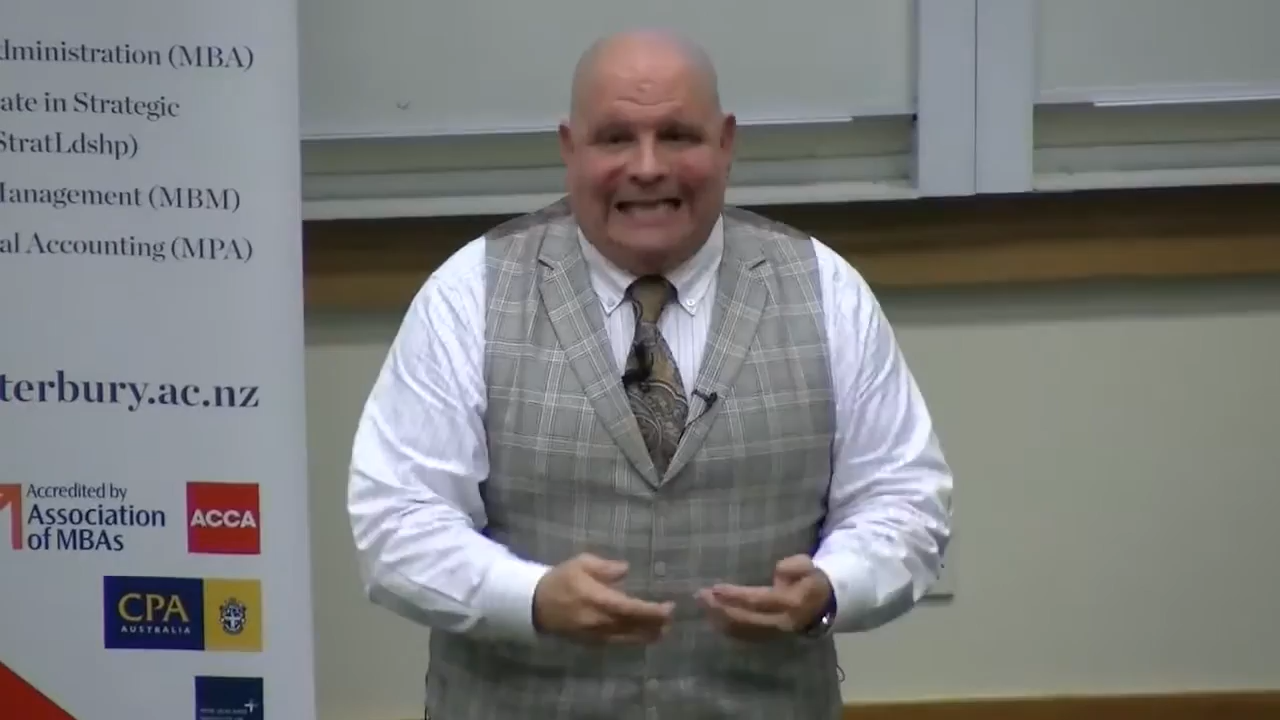 dministration (MBA)
ate in Strategic
StratLdshp)
anagement (MBM)
al Accounting (MPA)
terbury.ac.nz
Accredited by
Association
of MBAs
ACCA
CPA
AUSTRALIA